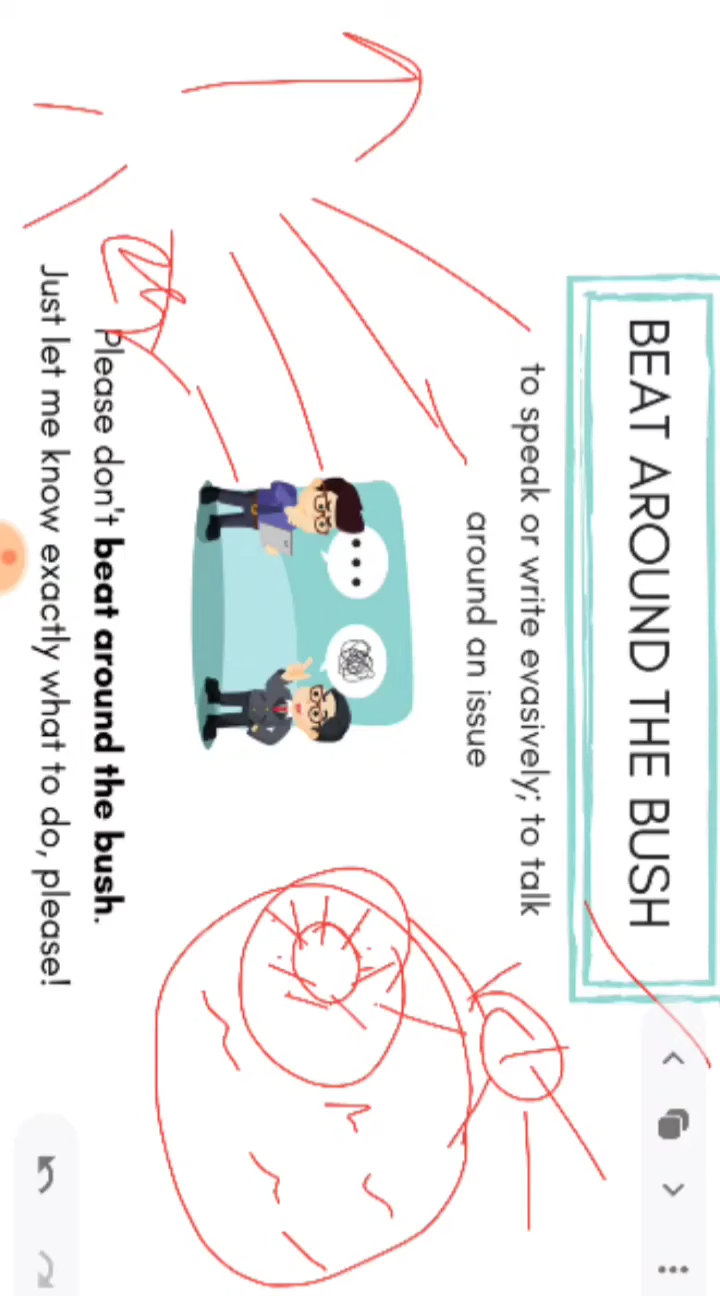 BEAT AROUND THE BUSH
to speak or write evasively; to talk
around an issue
Please don't beat around the bush.
Just let me know exactly what to do, please!